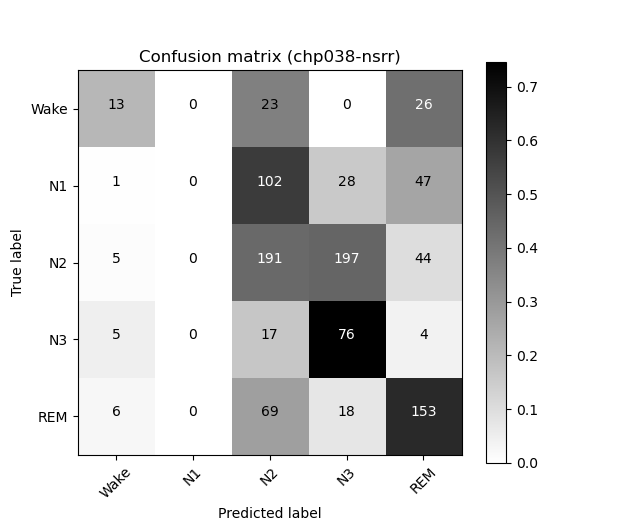 Confusion matrix (chp038-nsrr)
Wake 13 0 23 0 26
N1 1 0 102 28 47
N2 5 0 191 197 44
N3 5 0 17 76 4
REM 6 0 69 18 153
Wake N1 N2 N3 REM
True label
Predicted label
0.7
0.6
0.5
0.4
0.3
0.2
0.1
0.0